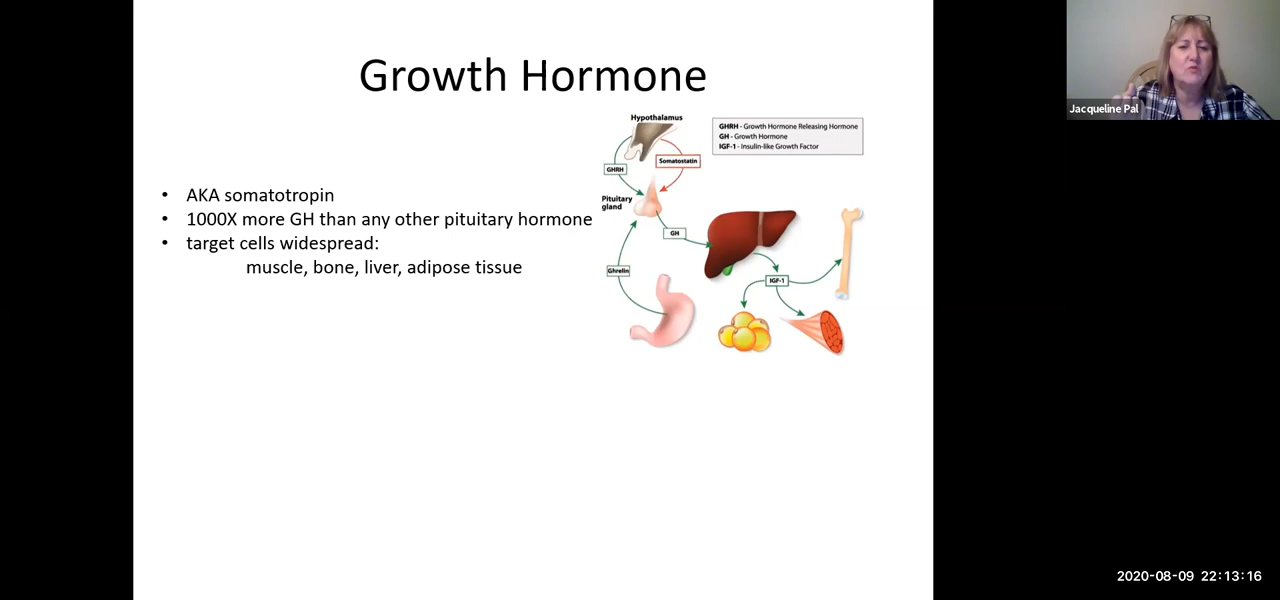 Growth Hormone
• AKA somatotropin
• 1000X more GH than any other pituitary hormone
• target cells widespread:
muscle, bone, liver, adipose tissue
Hypothalamus
GHRH - Growth Hormone Releasing Hormone
GH - Growth Hormone
IGF-1 - Insulin-like Growth Factor
Somatostatin
GHRH
Pituitary
gland
GH
Ghrelin
IGF-1
Jacqueline Pal
2020-08-09 22:13:16